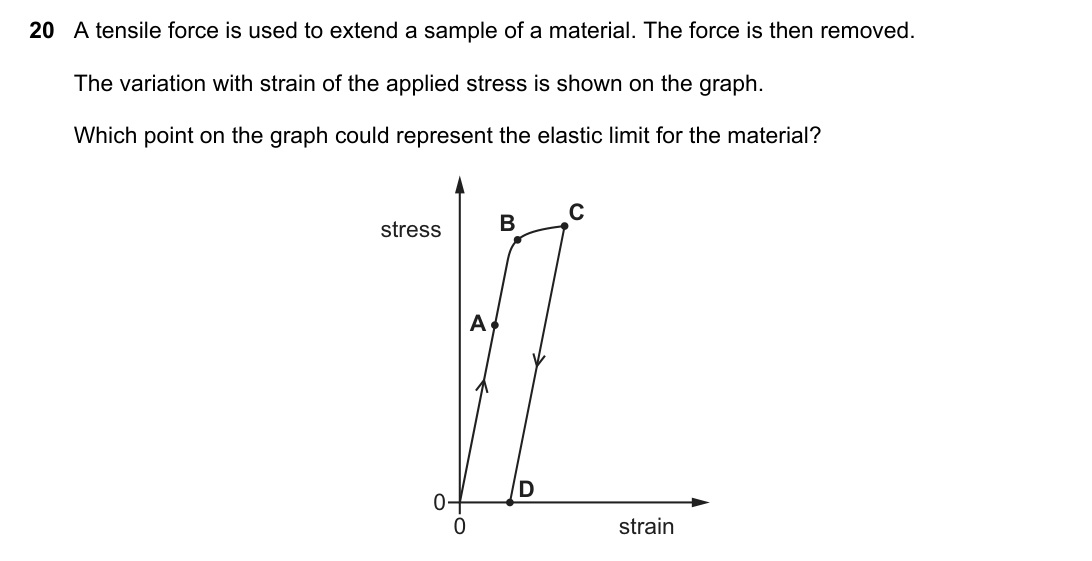 20 A tensile force is used to extend a sample of a material. The force is then removed.
The variation with strain of the applied stress is shown on the graph.
Which point on the graph could represent the elastic limit for the material?
C
B
stress
A
D
0
0
strain